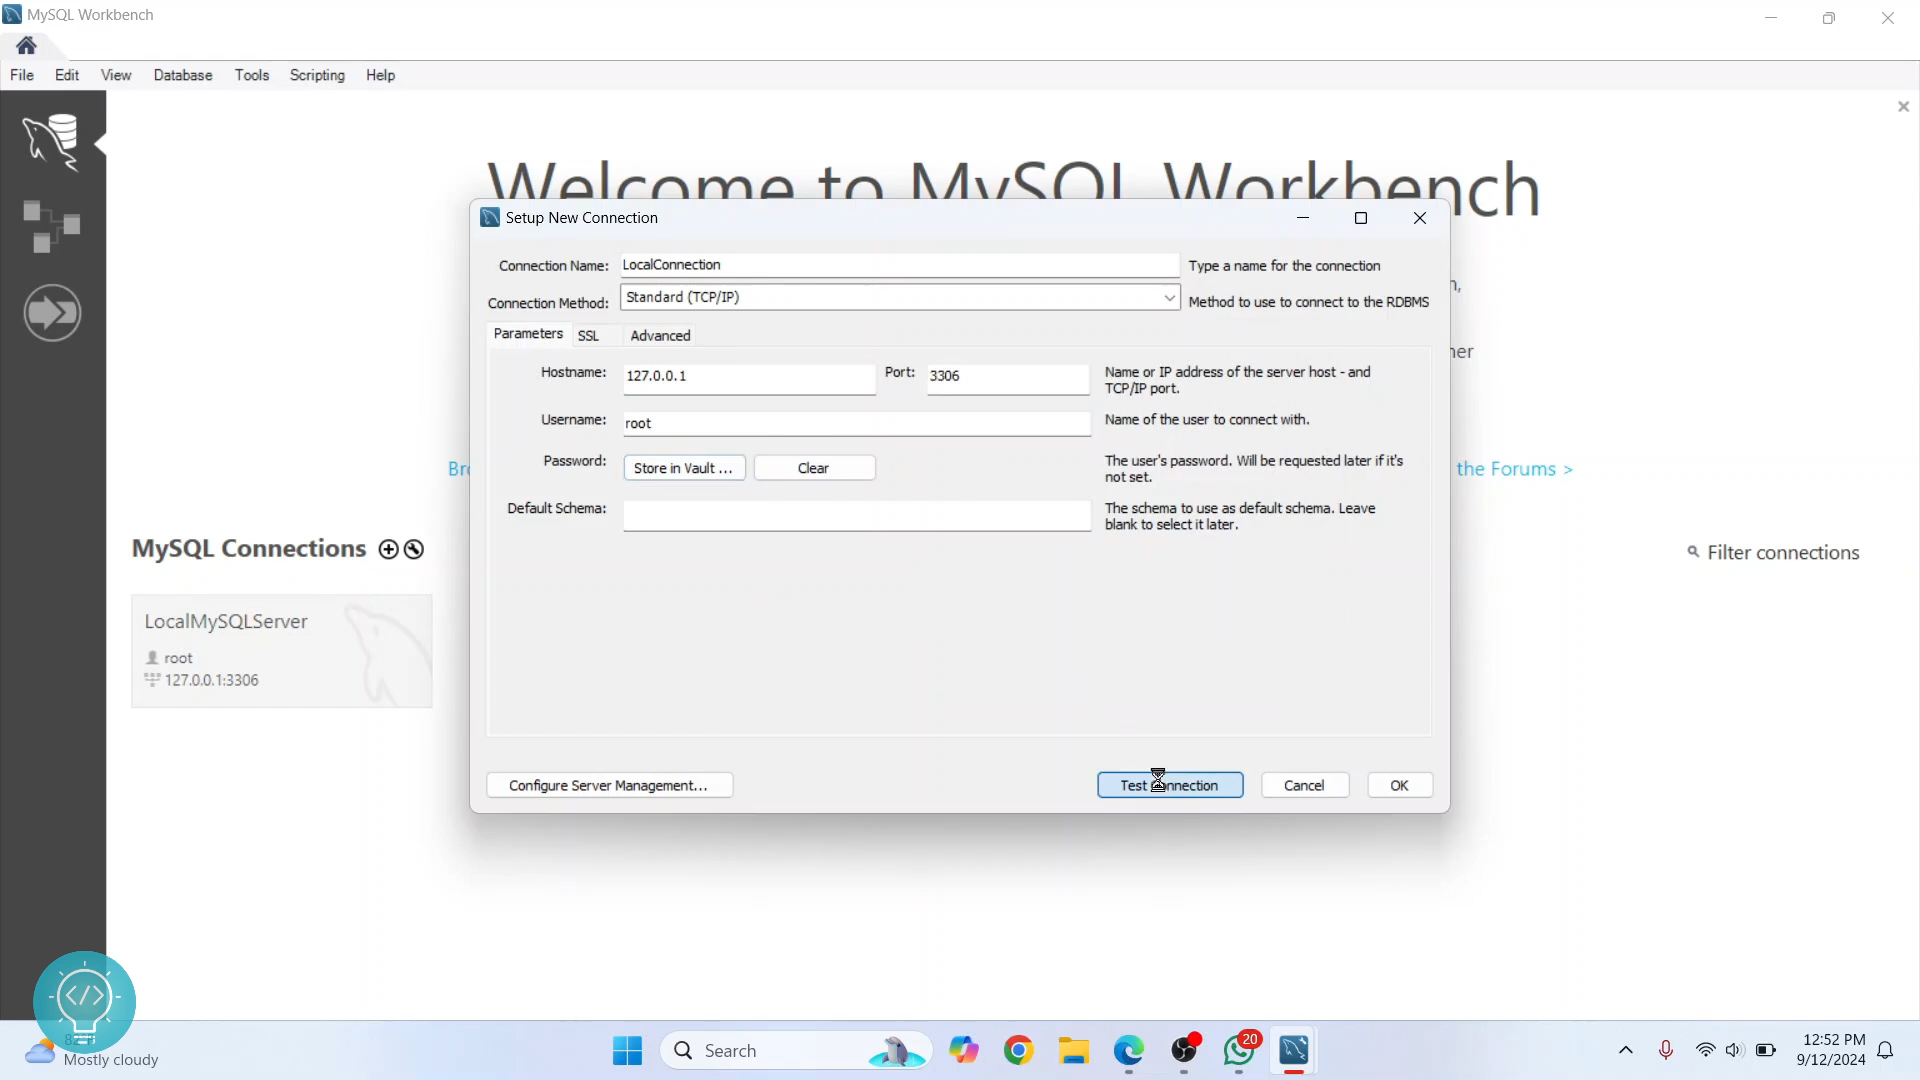 MySQL Workbench
File Edit View Database Tools Scripting Help
Welcome to MySQL Workbench
Setup New Connection
Connection Name: LocalConnection Type a name for the connection
Connection Method: Standard (TCP/IP) Method to use to connect to the RDBMS
Parameters SSL Advanced
Hostname: 127.0.0.1 Port: 3306 Name or IP address of the server host - and
TCP/IP port.
Username: root Name of the user to connect with.
Password: Store in Vault ... Clear The user's password. Will be requested later if it's
not set.
the Forums >
Default Schema: The schema to use as default schema. Leave
blank to select it later.
MySQL Connections
Filter connections
LocalMySQLServer
root
127.0.0.1:3306
Configure Server Management... Test Connection Cancel OK
</>
Mostly cloudy
Search
20
12:52 PM
9/12/2024